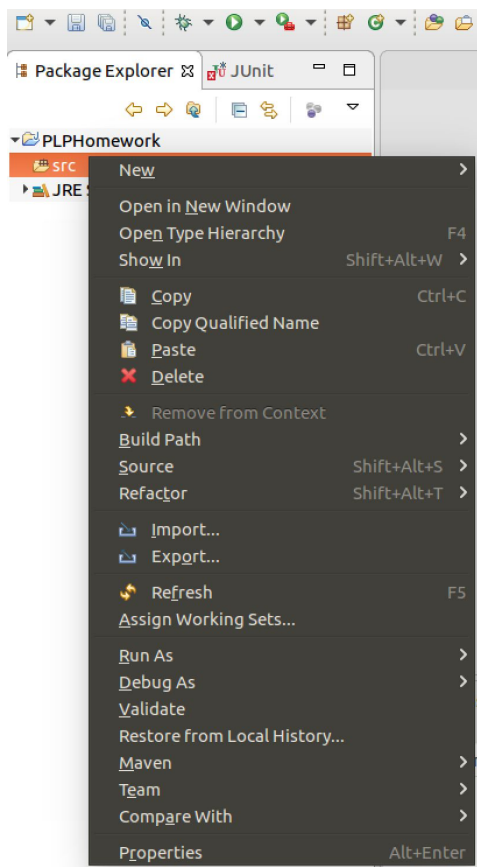 Package Explorer JUnit
PLPHomework
src
JRE S
New
Open in New Window
Open Type Hierarchy F4
Show In Shift+Alt+W
Copy Ctrl+C
Copy Qualified Name
Paste Ctrl+V
Delete
Remove from Context
Build Path
Source Shift+Alt+S
Refactor Shift+Alt+T
Import...
Export...
Refresh F5
Assign Working Sets...
Run As
Debug As
Validate
Restore from Local History...
Maven
Team
Compare With
Properties Alt+Enter